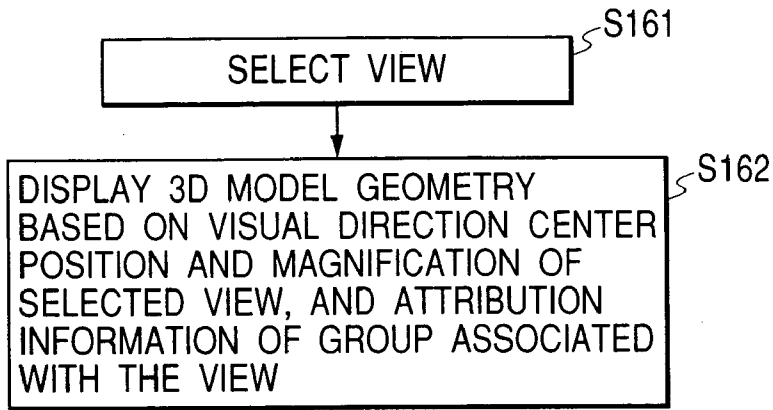 S161
SELECT VIEW
S162
DISPLAY 3D MODEL GEOMETRY
BASED ON VISUAL DIRECTION CENTER
POSITION AND MAGNIFICATION OF
SELECTED VIEW, AND ATTRIBUTION
INFORMATION OF GROUP ASSOCIATED
WITH THE VIEW